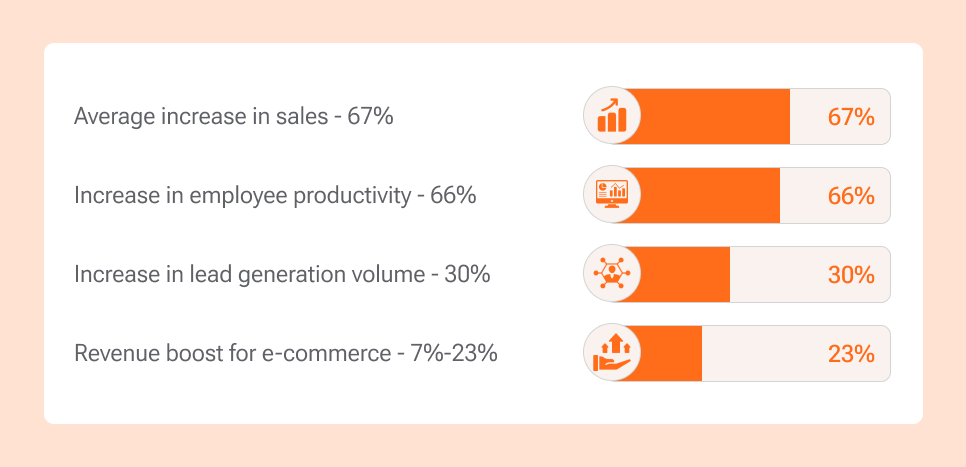 Average increase in sales - 67%
67%
Increase in employee productivity - 66%
66%
Increase in lead generation volume - 30%
30%
Revenue boost for e-commerce - 7%-23%
23%